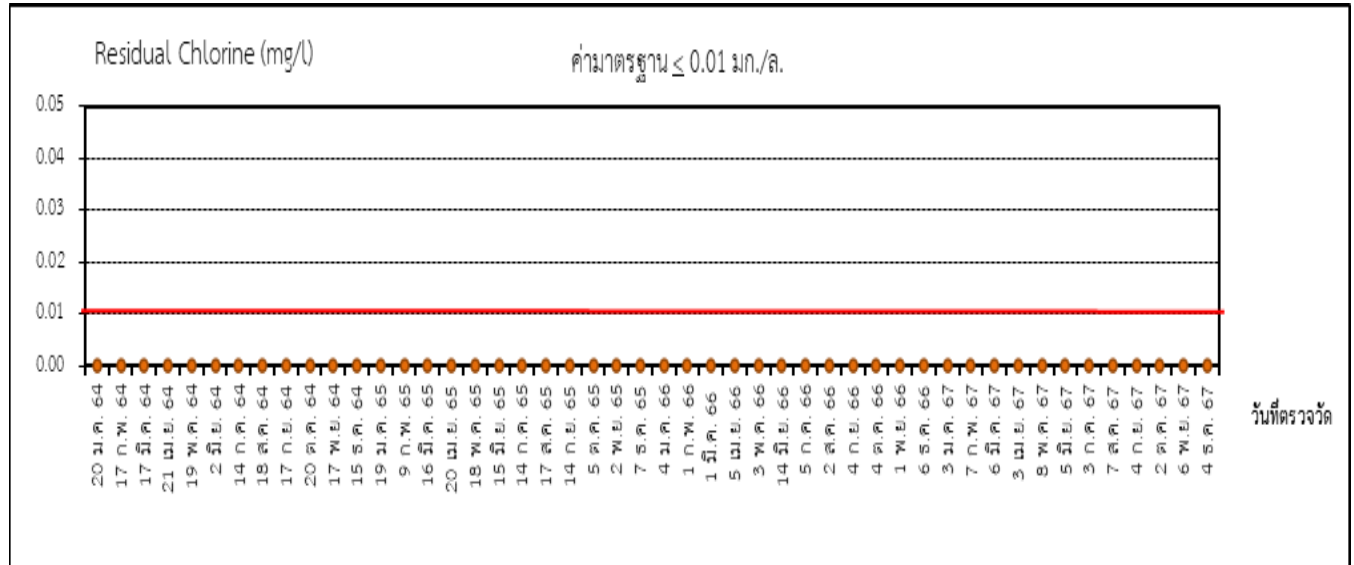 Residual Chlorine (mg/l)
ค่ามาตรฐาน ≤ 0.01 มก./ล.
0.05
0.04
0.03
0.02
0.01
0.00
20 ม.ค. 64
17 ก.พ. 64
17 มี.ค. 64
21 เม.ย. 64
19 พ.ค. 64
2 มิ.ย. 64
14 ก.ค. 64
18 ส.ค. 64
17 ก.ย. 64
20 ต.ค. 64
17 พ.ย. 64
15 ธ.ค. 64
19 ม.ค. 65
9 ก.พ. 65
16 มี.ค. 65
20 เม.ย. 65
18 พ.ค. 65
15 มิ.ย. 65
14 ก.ค. 65
17 ส.ค. 65
14 ก.ย. 65
5 ต.ค. 65
2 พ.ย. 65
7 ธ.ค. 65
4 ม.ค. 66
1 ก.พ. 66
1 มี.ค. 66
5 เม.ย. 66
3 พ.ค. 66
14 มิ.ย. 66
5 ก.ค. 66
2 ส.ค. 66
4 ก.ย. 66
4 ต.ค. 66
1 พ.ย. 66
6 ธ.ค. 66
3 ม.ค. 67
7 ก.พ. 67
6 มี.ค. 67
3 เม.ย. 67
8 พ.ค. 67
5 มิ.ย. 67
3 ก.ค. 67
7 ส.ค. 67
4 ก.ย. 67
2 ต.ค. 67
6 พ.ย. 67
4 ธ.ค. 67
วันที่ตรวจวัด